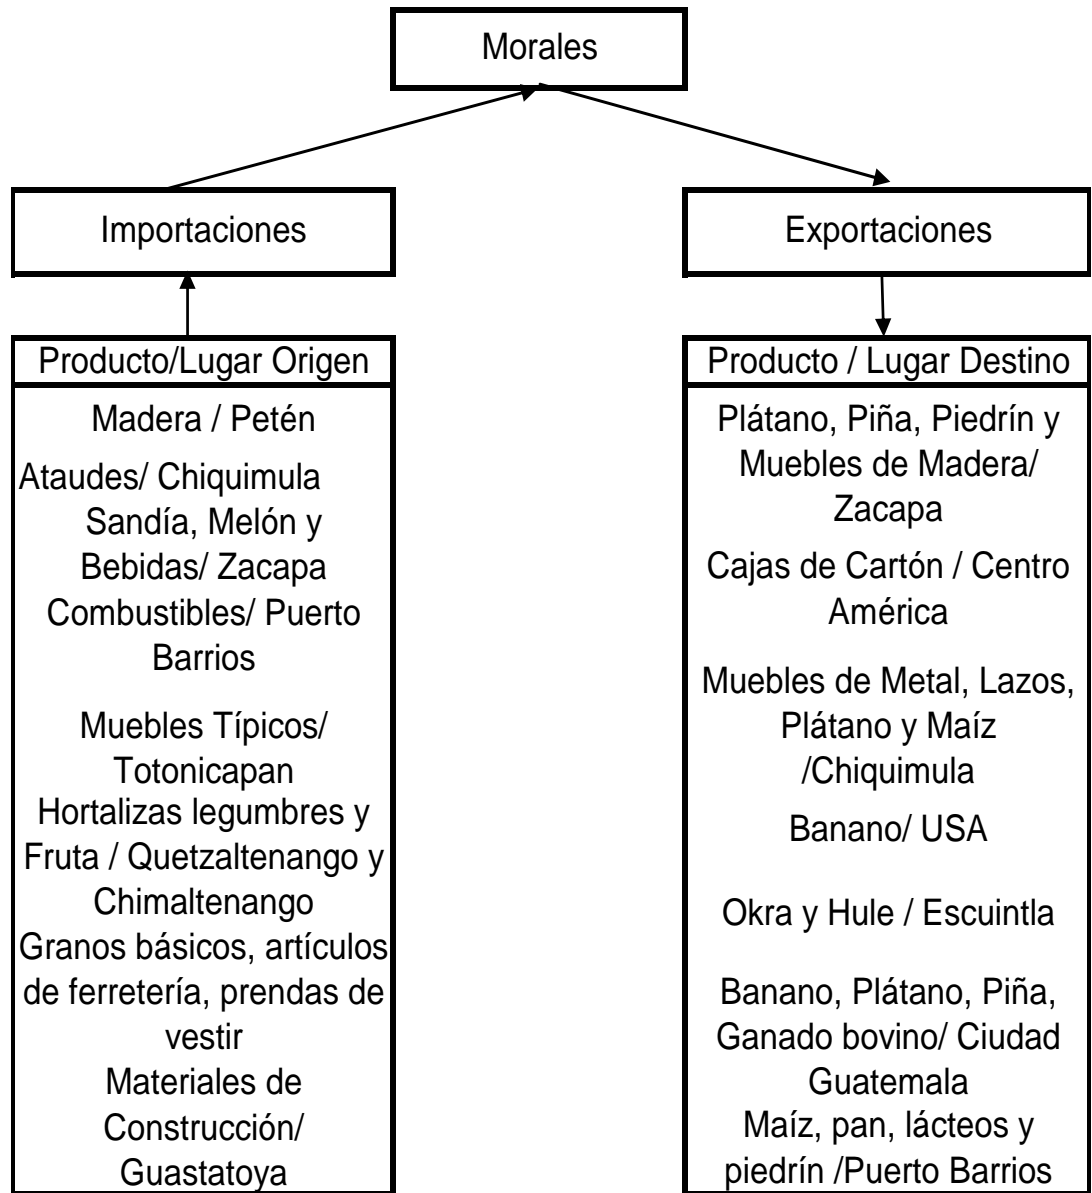 Morales
Importaciones
Exportaciones
Producto/Lugar Origen
Madera / Petén
Ataudes/ Chiquimula
Sandía, Melón y
Bebidas/ Zacapa
Combustibles/ Puerto
Barrios
Muebles Típicos/
Totonicapan
Hortalizas legumbres y
Fruta / Quetzaltenango y
Chimaltenango
Granos básicos, artículos
de ferretería, prendas de
vestir
Materiales de
Construcción/
Guastatoya
Producto / Lugar Destino
Plátano, Piña, Piedrín y
Muebles de Madera/
Zacapa
Cajas de Cartón / Centro
América
Muebles de Metal, Lazos,
Plátano y Maíz
/Chiquimula
Banano/ USA
Okra y Hule / Escuintla
Banano, Plátano, Piña,
Ganado bovino/ Ciudad
Guatemala
Maíz, pan, lácteos y
piedrín /Puerto Barrios